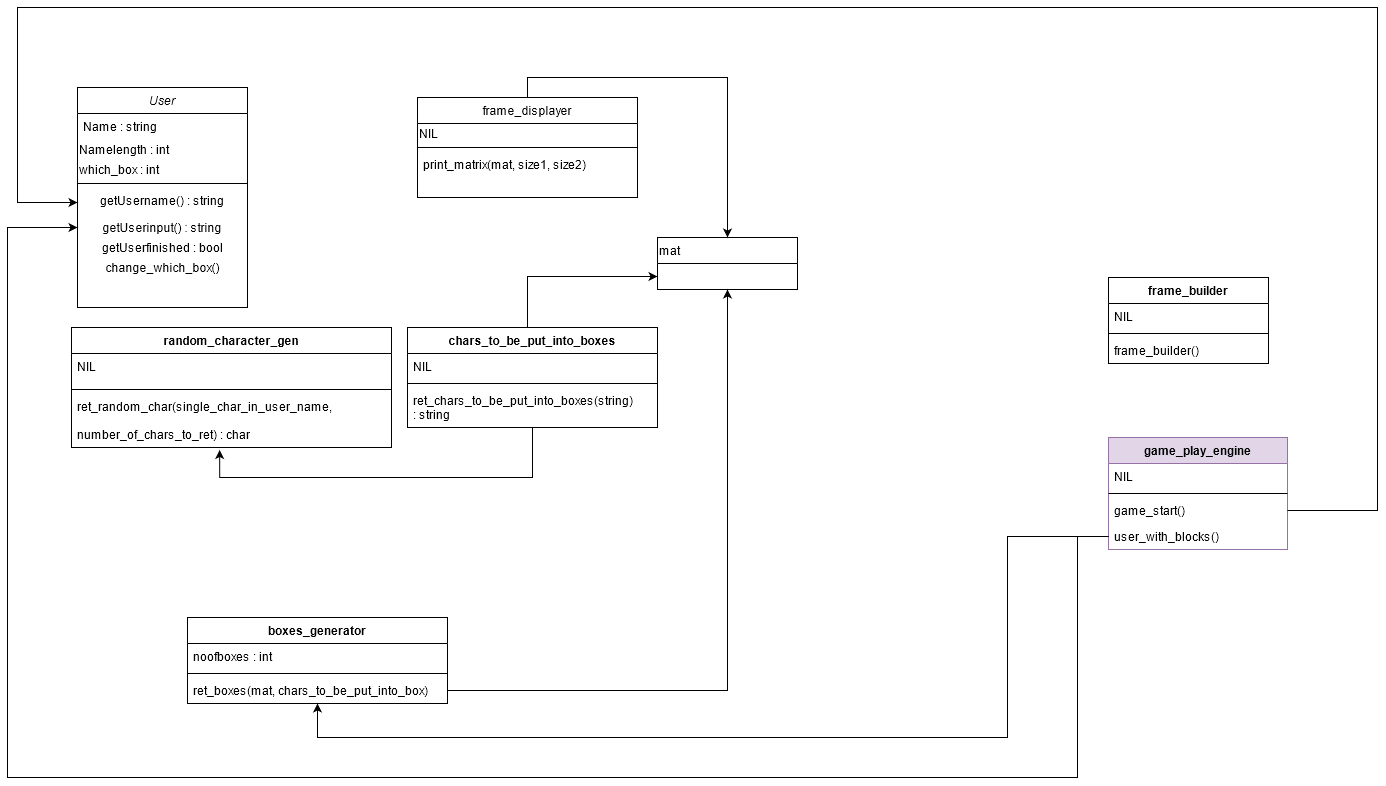 User
Name : string
Namelength : int
which_box : int
getUsername() : string
getUserinput() : string
getUserfinished : bool
change_which_box()
frame_displayer
NIL
print_matrix(mat, size1, size2)
mat
frame_builder
NIL
frame_builder()
random_character_gen
NIL
ret_random_char(single_char_in_user_name,
number_of_chars_to_ret) : char
chars_to_be_put_into_boxes
NIL
ret_chars_to_be_put_into_boxes(string)
: string
game_play_engine
NIL
game_start()
user_with_blocks()
boxes_generator
noofboxes : int
ret_boxes(mat, chars_to_be_put_into_box)